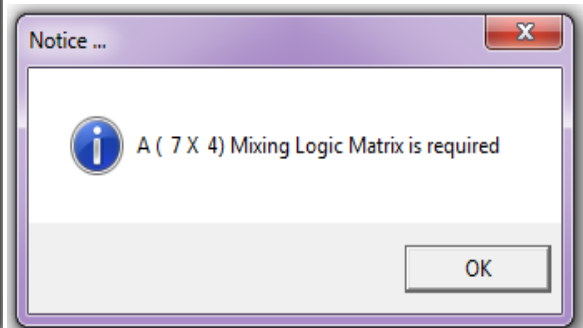 Notice ...
A ( 7 X 4) Mixing Logic Matrix is required
OK